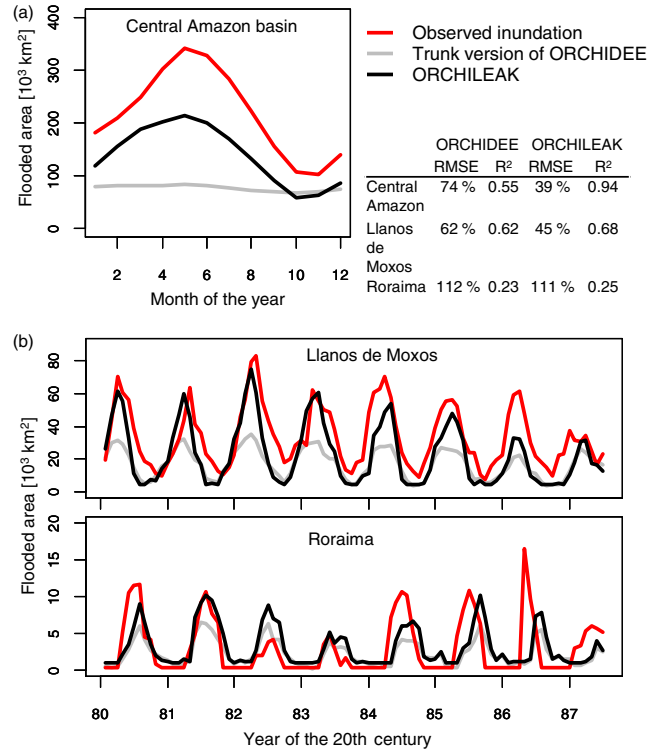 (a)
Central Amazon basin
Flooded area [10³ km²]
400
300
200
100
0
2 4 6 8 10 12
Month of the year
Observed inundation
Trunk version of ORCHIDEE
ORCHILEAK
ORCHIDEE ORCHILEAK
RMSE R² RMSE R²
Central Amazon 74 % 0.55 39 % 0.94
Llanos de Moxos 62 % 0.62 45 % 0.68
Roraima 112 % 0.23 111 % 0.25
(b)
Llanos de Moxos
Flooded area [10³ km²]
80
60
40
20
0
Roraima
20
15
10
5
0
80 81 82 83 84 85 86 87
Year of the 20th century